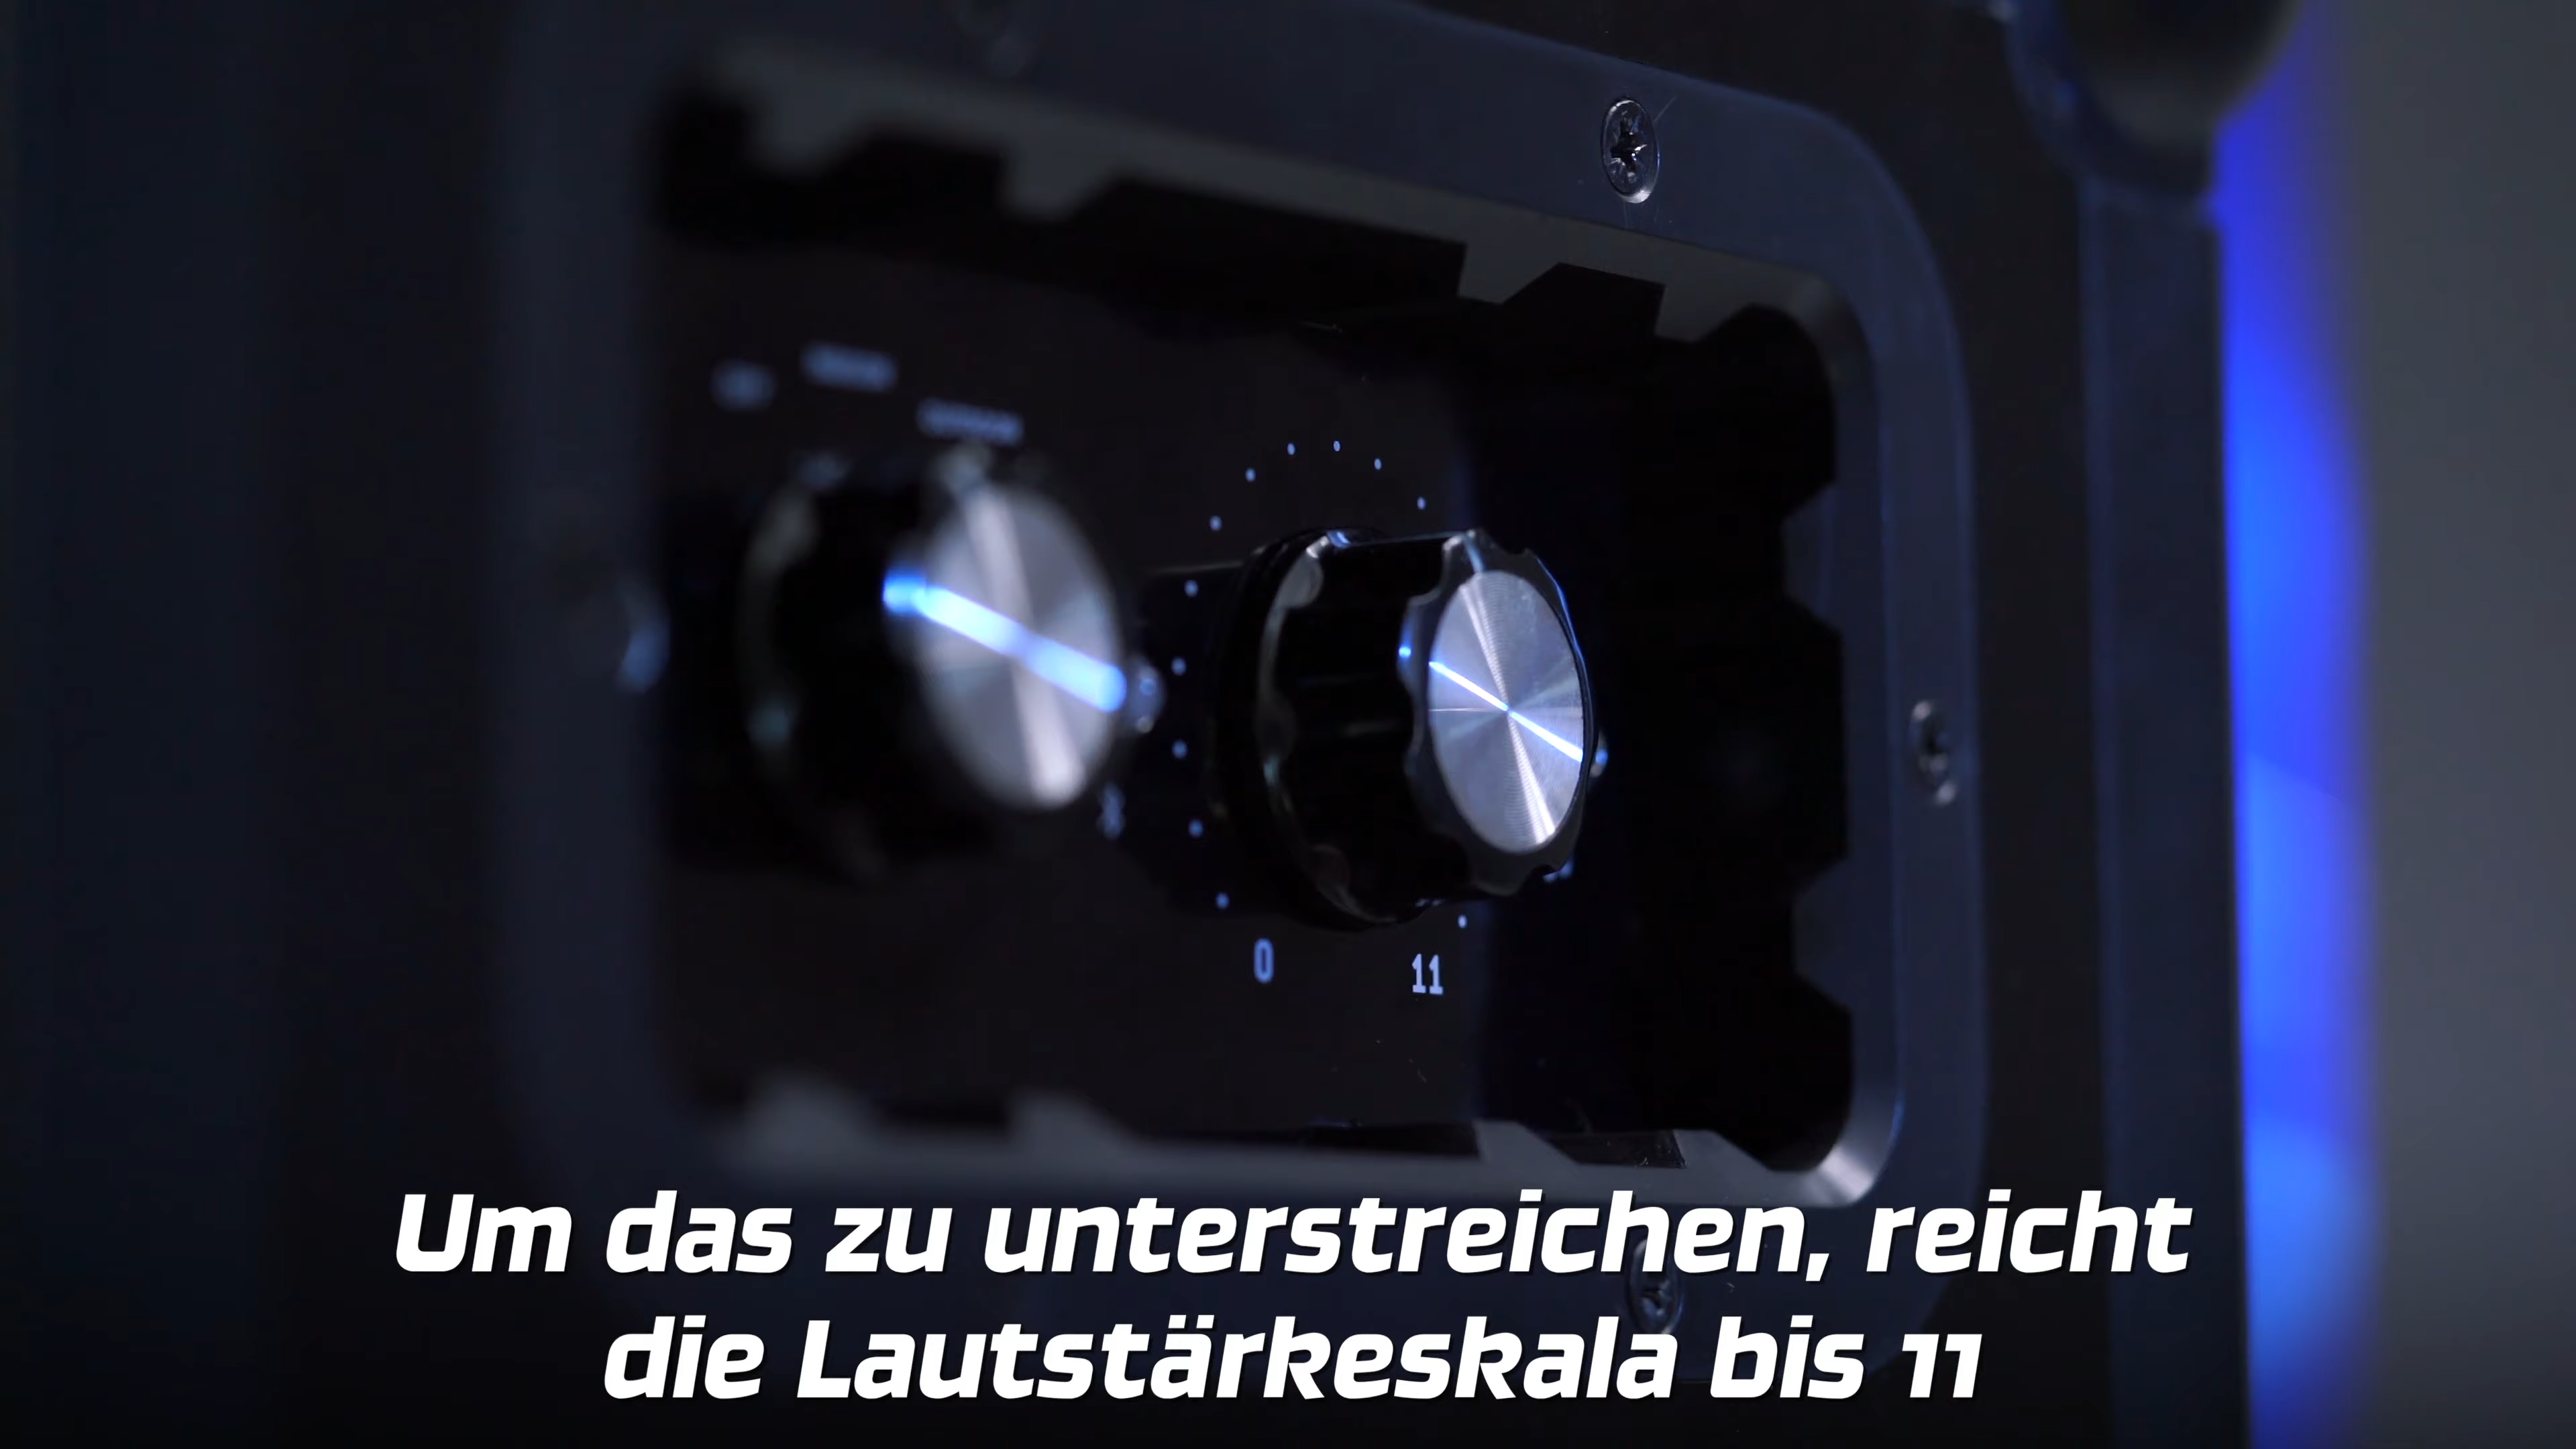 0
11
Um das zu unterstreichen, reicht
die Lautstärkeskala bis 11